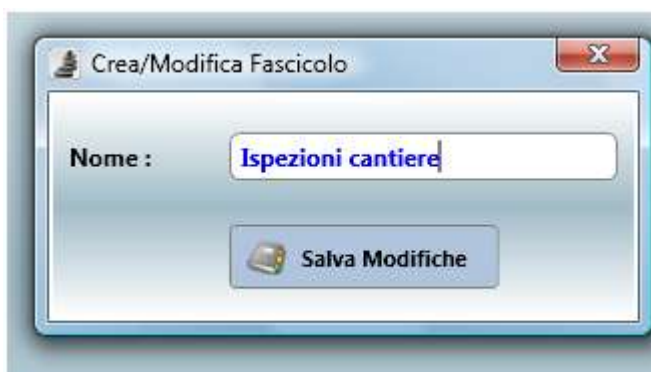 Crea/Modifica Fascicolo
Nome :
Ispezioni cantiere
Salva Modifiche